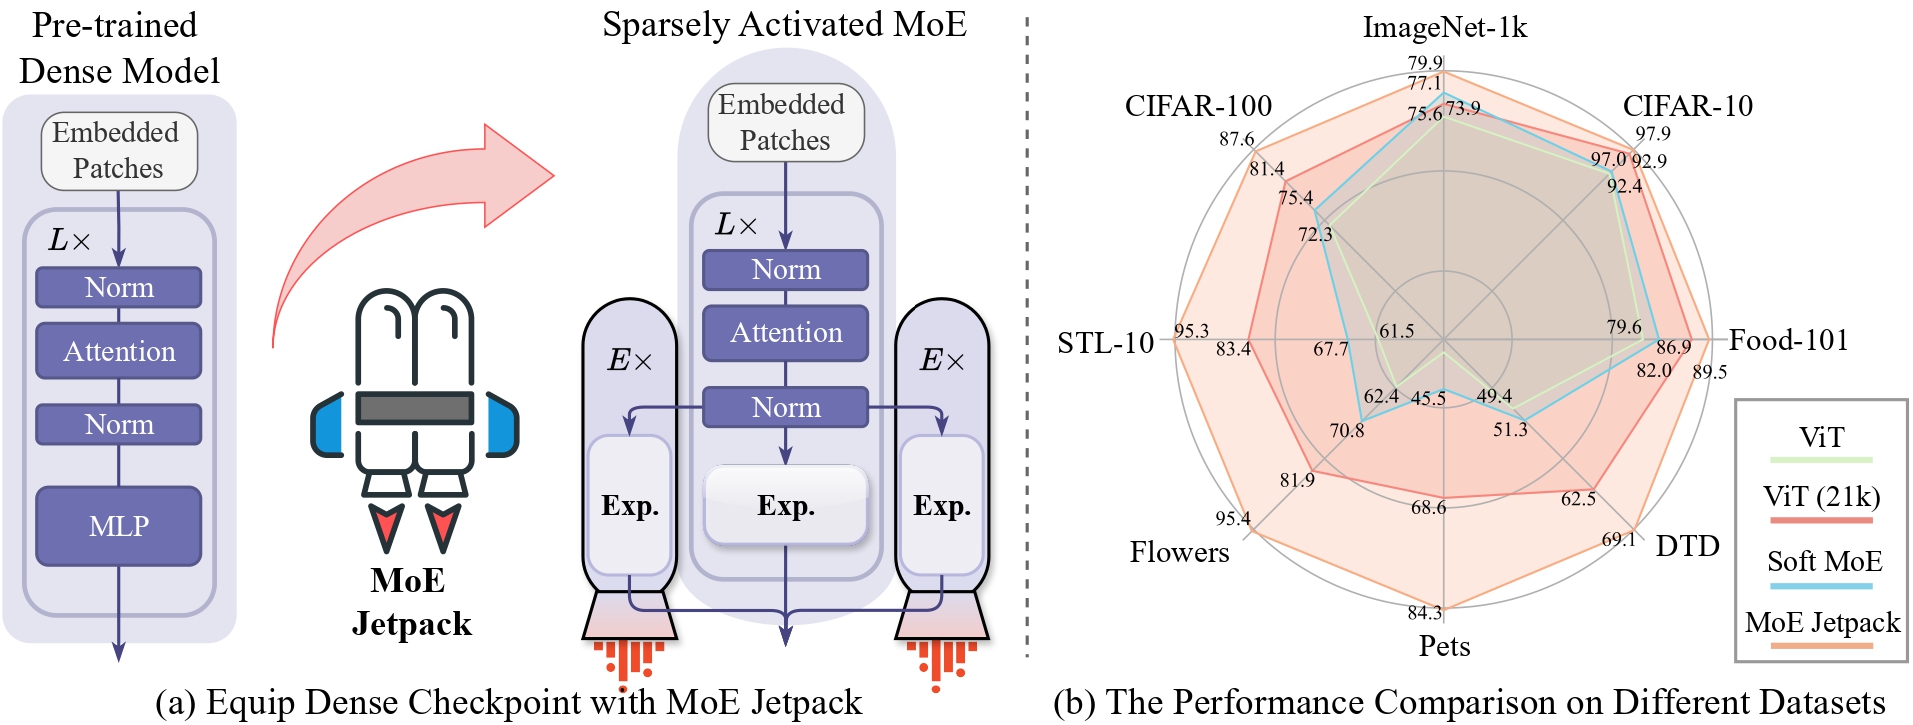 Pre-trained
Dense Model
Embedded
Patches
L×
Norm
Attention
Norm
MLP
MoE
Jetpack
Sparsely Activated MoE
Embedded
Patches
L×
Norm
Attention
Norm
E×
E×
Exp.
Exp.
Exp.
(a) Equip Dense Checkpoint with MoE Jetpack
ImageNet-1k
79.9
77.1
75.6
73.9
CIFAR-10
97.9
97.0
92.9
92.4
Food-101
79.6
86.9
82.0
89.5
DTD
49.4
51.3
62.5
69.1
Pets
45.5
68.6
84.3
Flowers
62.4
70.8
81.9
95.4
STL-10
95.3
83.4
67.7
61.5
CIFAR-100
87.6
81.4
75.4
72.3
ViT
ViT (21k)
Soft MoE
MoE Jetpack
(b) The Performance Comparison on Different Datasets